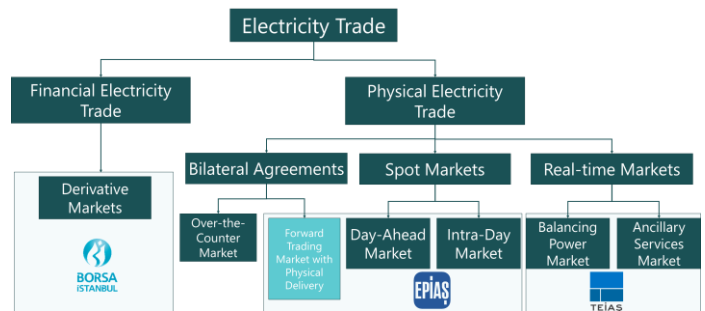 Electricity Trade
Financial Electricity
Trade
Physical Electricity
Trade
Bilateral Agreements
Spot Markets
Real-time Markets
Derivative
Markets
Over-the-
Counter
Market
Forward
Trading
Market with
Physical
Delivery
Day-Ahead
Market
Intra-Day
Market
Balancing
Power
Market
Ancillary
Services
Market
BORSA
İSTANBUL
EPİAŞ
TEİAŞ